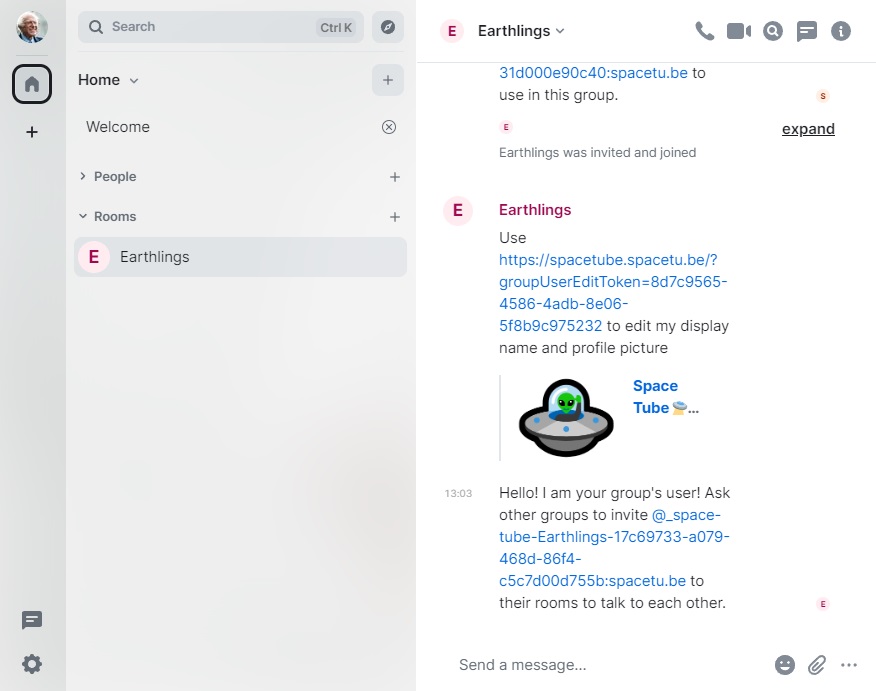 Search
Ctrl K
Home
Welcome
People
Rooms
E
Earthlings
E
Earthlings
31d000e90c40:spacetu.be to
use in this group.
S
E
expand
Earthlings was invited and joined
E
Earthlings
Use
https://spacetube.spacetu.be/?
groupUserEditToken=8d7c9565-
4586-4adb-8e06-
5f8b9c975232 to edit my display
name and profile picture
Space
Tube🛸...
13:03
Hello! I am your group's user! Ask
other groups to invite @_space-
tube-Earthlings-17c69733-a079-
468d-86f4-
c5c7d00d755b:spacetu.be to
their rooms to talk to each other.
E
Send a message...